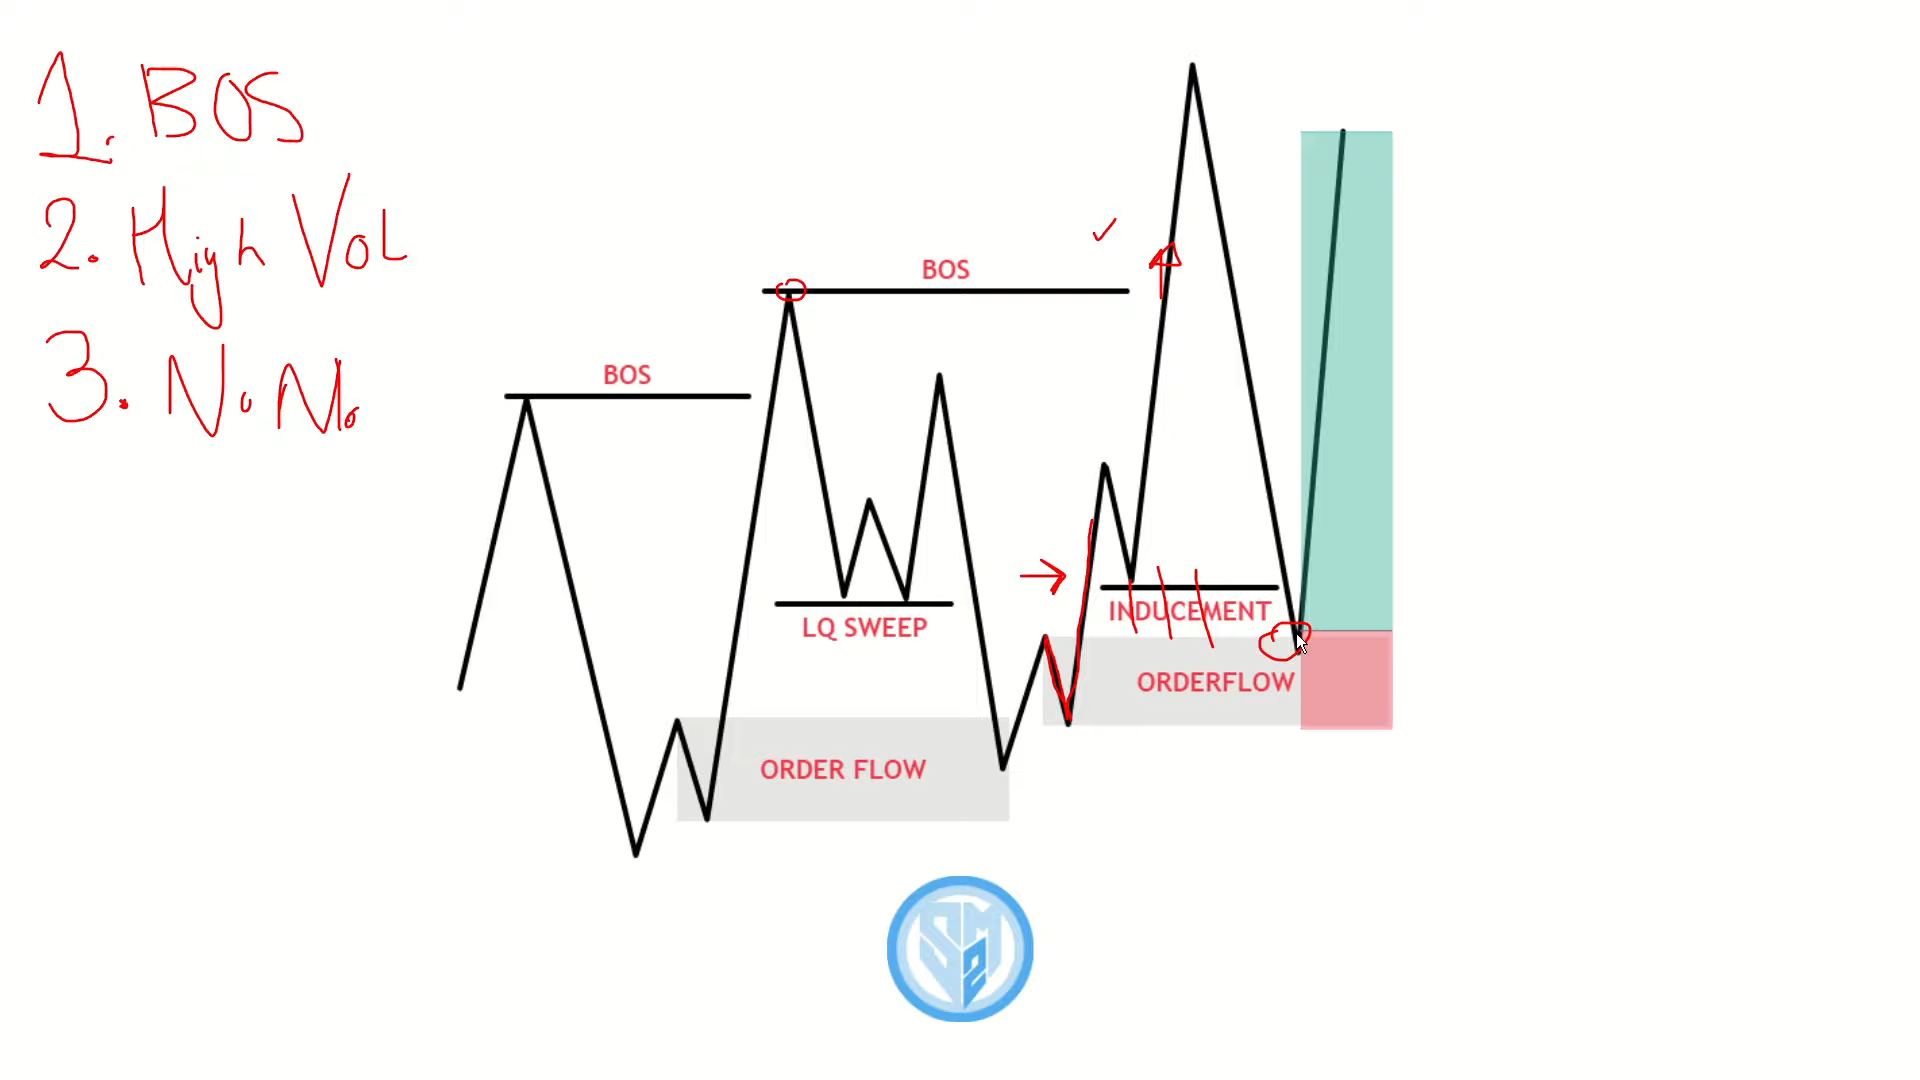 1. BOS
2. High Vol
3. No No
BOS
BOS
LQ SWEEP
INDUCEMENT
ORDERFLOW
ORDER FLOW